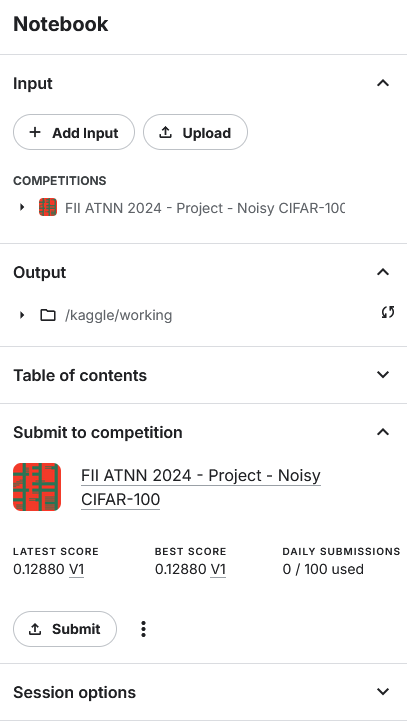 Notebook
Input
Add Input
Upload
COMPETITIONS
FII ATNN 2024 - Project - Noisy CIFAR-100
Output
/kaggle/working
Table of contents
Submit to competition
FII ATNN 2024 - Project - Noisy
CIFAR-100
LATEST SCORE BEST SCORE DAILY SUBMISSIONS
0.12880 V1 0.12880 V1 0 / 100 used
Submit
Session options